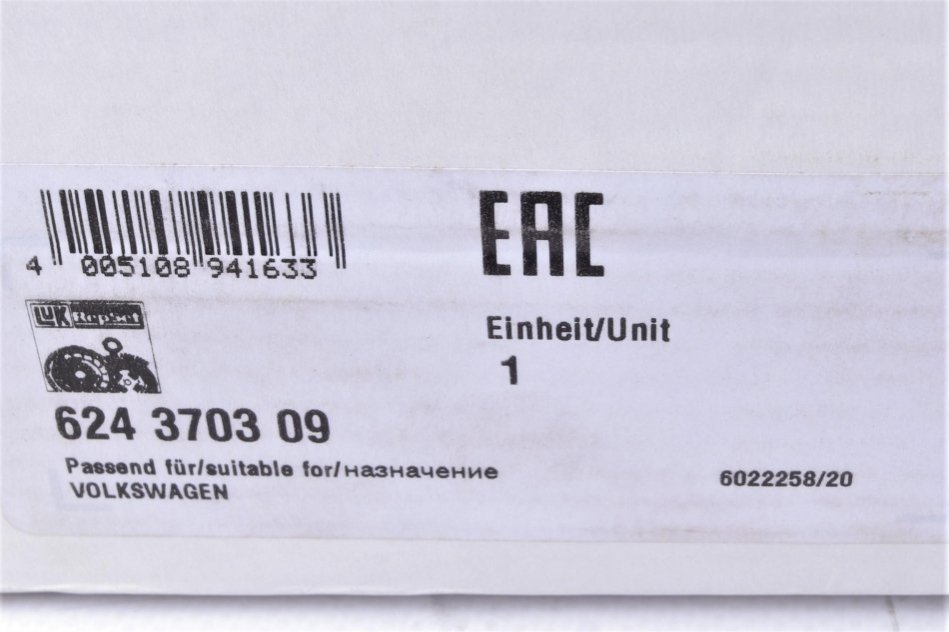 4 005108 941633
EAC
LUK RepSet
Einheit/Unit
1
624 3703 09
Passend für/suitable for/назначение
VOLKSWAGEN
6022258/20